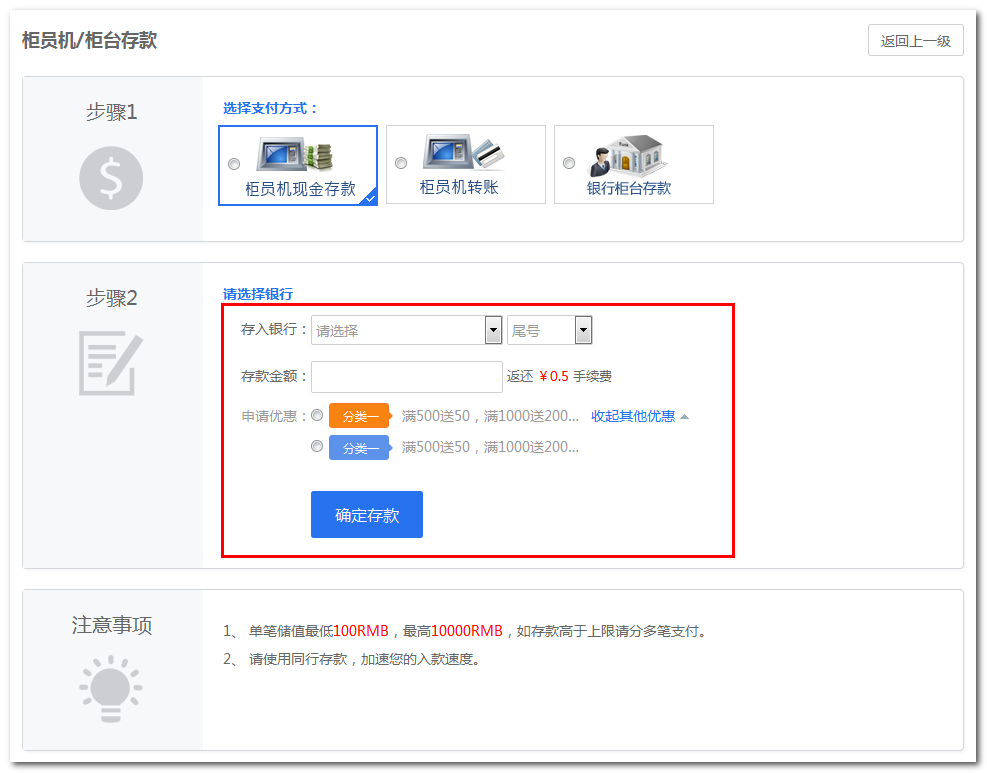 柜员机/柜台存款
返回上一级
步骤1
选择支付方式：
柜员机现金存款
柜员机转账
Bank
银行柜台存款
步骤2
请选择银行
存入银行： 请选择 尾号
存款金额： 返还 ￥0.5 手续费
申请优惠： 分类一 满500送50，满1000送200... 收起其他优惠
分类一 满500送50，满1000送200...
确定存款
注意事项
1、 单笔储值最低100RMB，最高10000RMB，如存款高于上限请分多笔支付。
2、 请使用同行存款，加速您的入款速度。